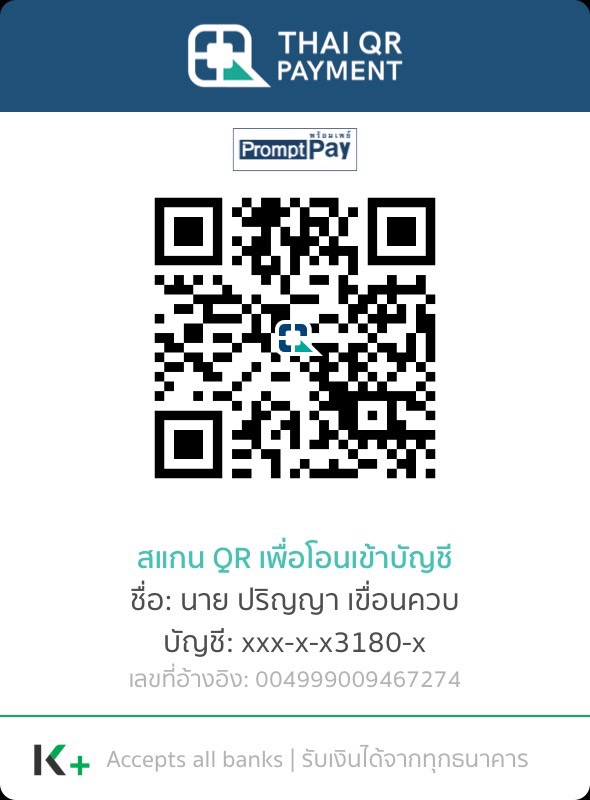 THAI QR
PAYMENT
พร้อมเพย์
PromptPay
สแกน QR เพื่อโอนเข้าบัญชี
ชื่อ: นาย ปริญญา เขื่อนควบ
บัญชี: xxx-x-x3180-x
เลขที่อ้างอิง: 004999009467274
K+ Accepts all banks | รับเงินได้จากทุกธนาคาร